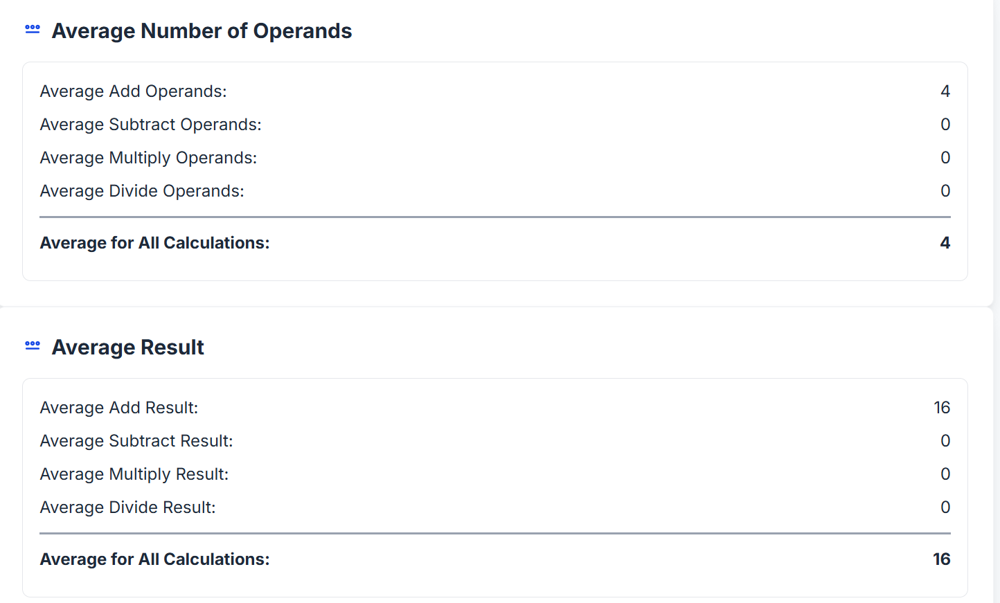 Average Number of Operands
Average Add Operands: 4
Average Subtract Operands: 0
Average Multiply Operands: 0
Average Divide Operands: 0
Average for All Calculations: 4
Average Result
Average Add Result: 16
Average Subtract Result: 0
Average Multiply Result: 0
Average Divide Result: 0
Average for All Calculations: 16